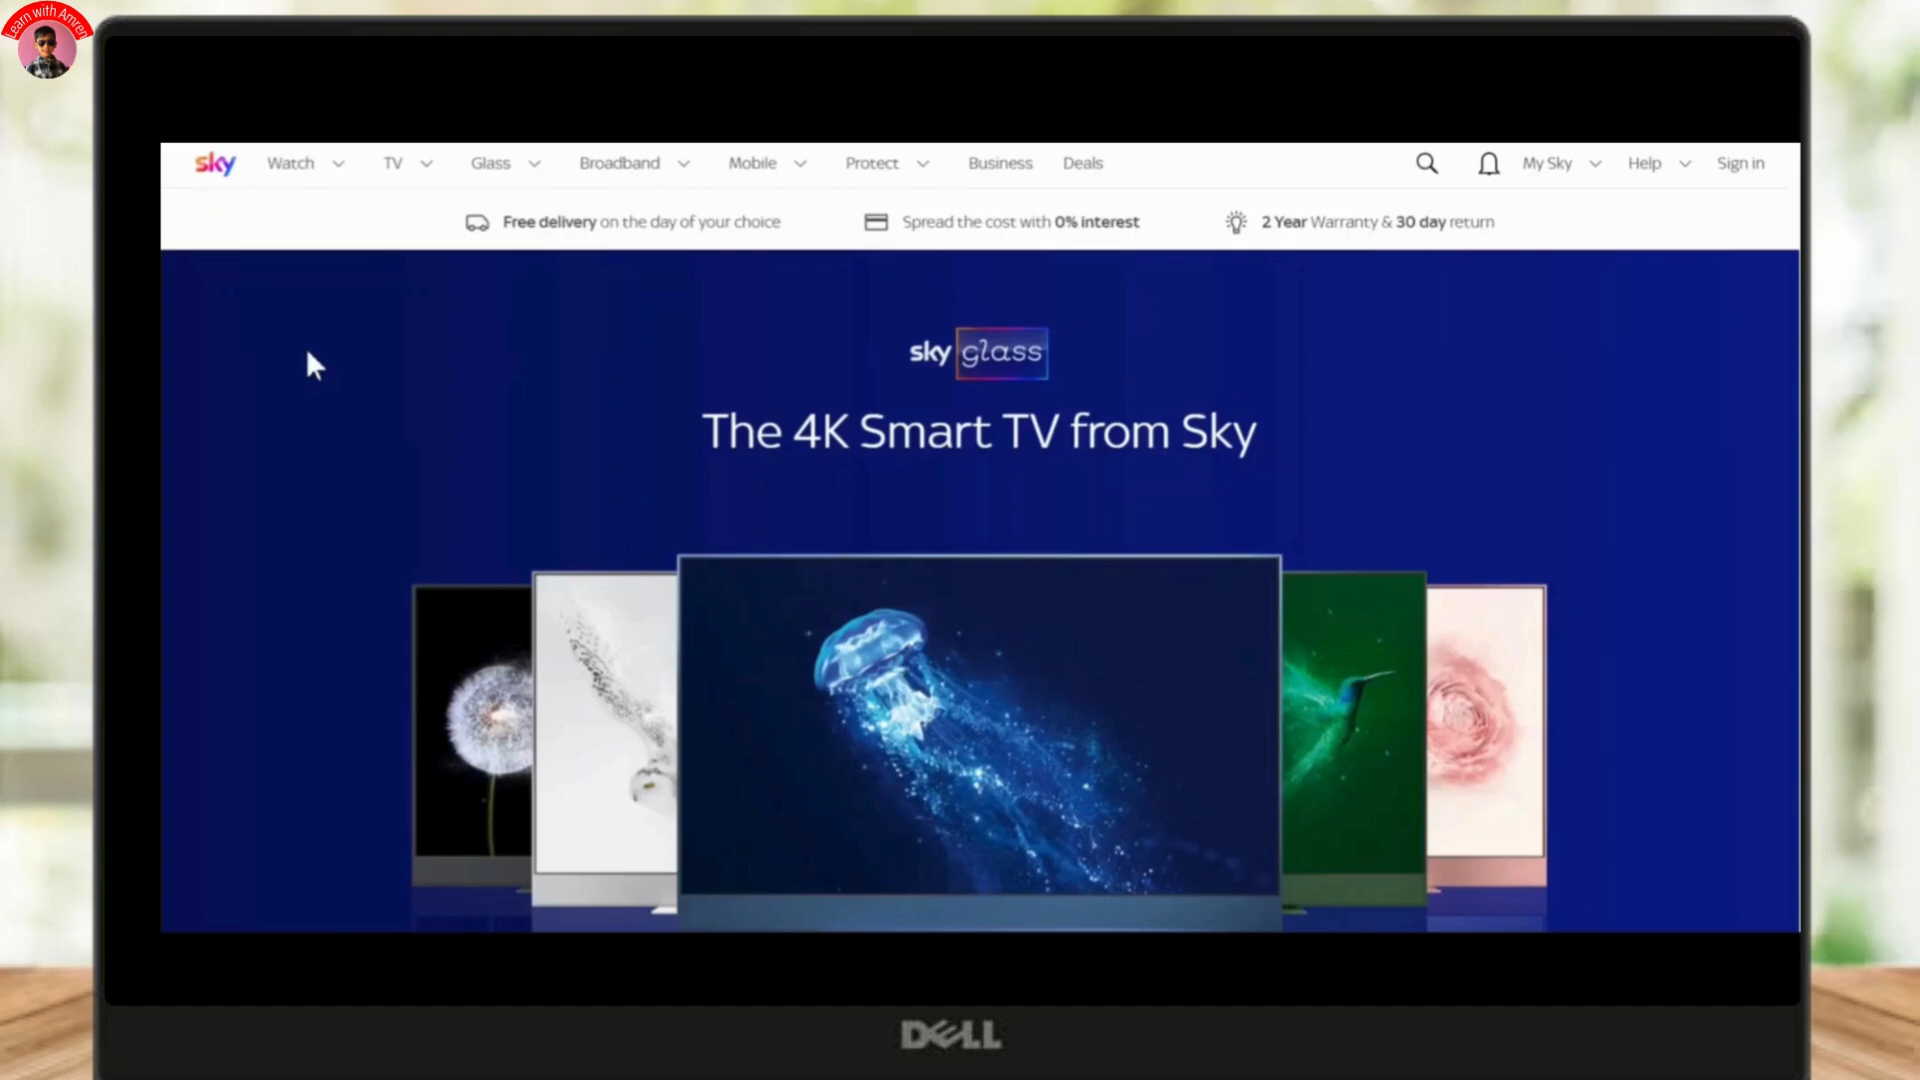 Learn with Amren
sky Watch TV Glass Broadband Mobile Protect Business Deals My Sky Help Sign in
Free delivery on the day of your choice Spread the cost with 0% interest 2 Year Warranty & 30 day return
sky glass
The 4K Smart TV from Sky
DELL